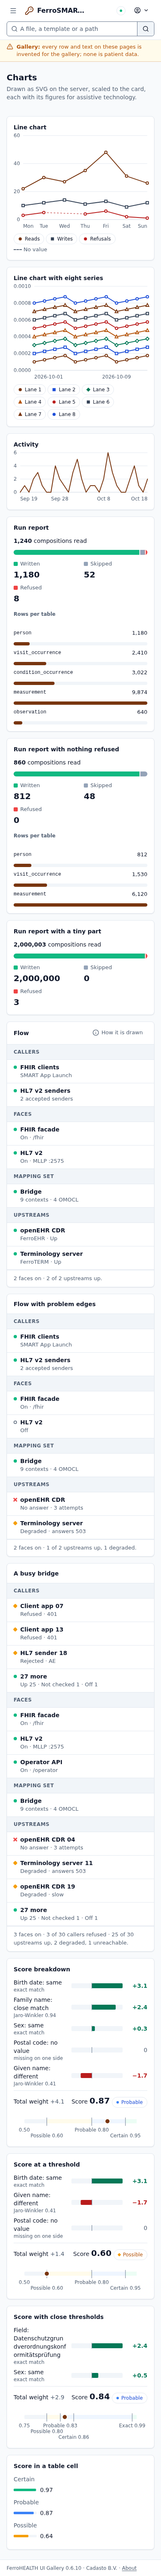 FerroSMAR…
A file, a template or a path
Gallery: every row and text on these pages is invented for the gallery; none is patient data.
Charts
Drawn as SVG on the server, scaled to the card, each with its figures for assistive technology.
Line chart
60
40
20
0
Mon Tue Wed Thu Fri Sat Sun
Reads Writes Refusals
No value
Line chart with eight series
0.0010
0.0008
0.0006
0.0004
0.0002
0.0000
2026-10-01 2026-10-09
Lane 1 Lane 2 Lane 3
Lane 4 Lane 5 Lane 6
Lane 7 Lane 8
Activity
6
4
2
0
Sep 19 Sep 28 Oct 8 Oct 18
Run report
1,240 compositions read
Written Skipped
1,180 52
Refused
8
Rows per table
person 1,180
visit_occurrence 2,410
condition_occurrence 3,022
measurement 9,874
observation 640
Run report with nothing refused
860 compositions read
Written Skipped
812 48
Refused
0
Rows per table
person 812
visit_occurrence 1,530
measurement 6,120
Run report with a tiny part
2,000,003 compositions read
Written Skipped
2,000,000 0
Refused
3
Flow How it is drawn
CALLERS
FHIR clients
SMART App Launch
HL7 v2 senders
2 accepted senders
FACES
FHIR facade
On · /fhir
HL7 v2
On · MLLP :2575
MAPPING SET
Bridge
9 contexts · 4 OMOCL
UPSTREAMS
openEHR CDR
FerroEHR · Up
Terminology server
FerroTERM · Up
2 faces on · 2 of 2 upstreams up.
Flow with problem edges
CALLERS
FHIR clients
SMART App Launch
HL7 v2 senders
2 accepted senders
FACES
FHIR facade
On · /fhir
HL7 v2
Off
MAPPING SET
Bridge
9 contexts · 4 OMOCL
UPSTREAMS
openEHR CDR
No answer · 3 attempts
Terminology server
Degraded · answers 503
2 faces on · 1 of 2 upstreams up, 1 degraded.
A busy bridge
CALLERS
Client app 07
Refused · 401
Client app 13
Refused · 401
HL7 sender 18
Rejected · AE
27 more
Up 25 · Not checked 1 · Off 1
FACES
FHIR facade
On · /fhir
HL7 v2
On · MLLP :2575
Operator API
On · /operator
MAPPING SET
Bridge
9 contexts · 4 OMOCL
UPSTREAMS
openEHR CDR 04
No answer · 3 attempts
Terminology server 11
Degraded · answers 503
openEHR CDR 19
Degraded · slow
27 more
Up 25 · Not checked 1 · Off 1
3 faces on · 3 of 30 callers refused · 25 of 30 upstreams up, 2 degraded, 1 unreachable.
Score breakdown
Birth date: same +3.1
exact match
Family name: close match +2.4
Jaro-Winkler 0.94
Sex: same +0.3
exact match
Postal code: no value 0
missing on one side
Given name: different −1.7
Jaro-Winkler 0.41
Total weight +4.1 Score 0.87 Probable
0.50 Probable 0.80
Possible 0.60 Certain 0.95
Score at a threshold
Birth date: same +3.1
exact match
Given name: different −1.7
Jaro-Winkler 0.41
Postal code: no value 0
missing on one side
Total weight +1.4 Score 0.60 Possible
0.50 Probable 0.80
Possible 0.60 Certain 0.95
Score with close thresholds
Field: Datenschutzgrundverordnungskonformitätsprüfung +2.4
exact match
Sex: same +0.5
exact match
Total weight +2.9 Score 0.84 Probable
0.75 Probable 0.83 Exact 0.99
Possible 0.80
Certain 0.86
Score in a table cell
Certain
0.97
Probable
0.87
Possible
0.64
FerroHEALTH UI Gallery 0.6.10 · Cadasto B.V. · About